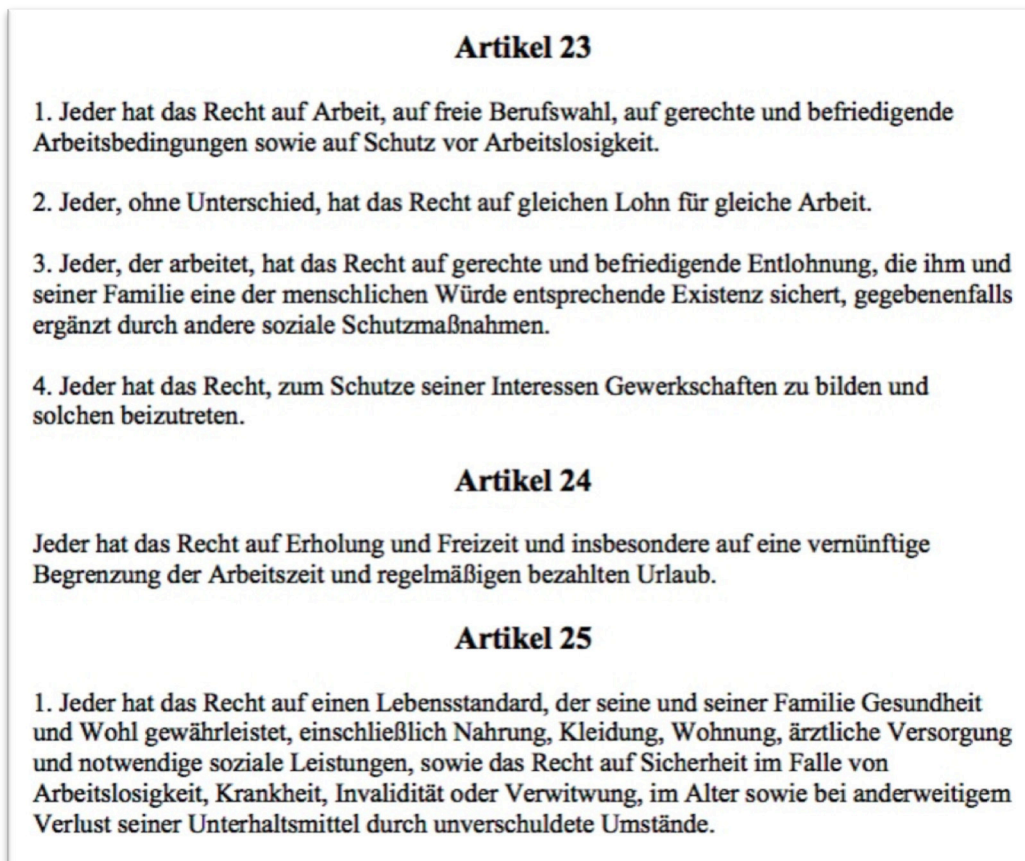 Artikel 23
1. Jeder hat das Recht auf Arbeit, auf freie Berufswahl, auf gerechte und befriedigende
Arbeitsbedingungen sowie auf Schutz vor Arbeitslosigkeit.
2. Jeder, ohne Unterschied, hat das Recht auf gleichen Lohn für gleiche Arbeit.
3. Jeder, der arbeitet, hat das Recht auf gerechte und befriedigende Entlohnung, die ihm und
seiner Familie eine der menschlichen Würde entsprechende Existenz sichert, gegebenenfalls
ergänzt durch andere soziale Schutzmaßnahmen.
4. Jeder hat das Recht, zum Schutze seiner Interessen Gewerkschaften zu bilden und
solchen beizutreten.
Artikel 24
Jeder hat das Recht auf Erholung und Freizeit und insbesondere auf eine vernünftige
Begrenzung der Arbeitszeit und regelmäßigen bezahlten Urlaub.
Artikel 25
1. Jeder hat das Recht auf einen Lebensstandard, der seine und seiner Familie Gesundheit
und Wohl gewährleistet, einschließlich Nahrung, Kleidung, Wohnung, ärztliche Versorgung
und notwendige soziale Leistungen, sowie das Recht auf Sicherheit im Falle von
Arbeitslosigkeit, Krankheit, Invalidität oder Verwitwung, im Alter sowie bei anderweitigem
Verlust seiner Unterhaltsmittel durch unverschuldete Umstände.